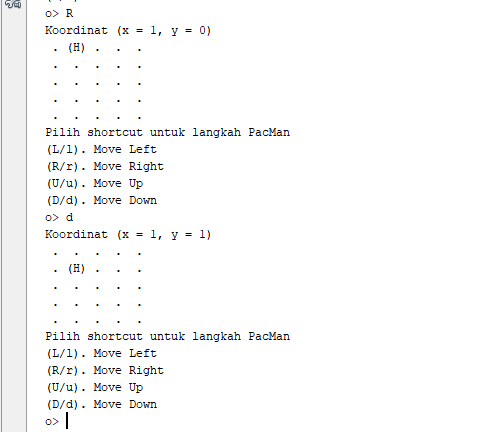 o> R
Koordinat (x = 1, y = 0)
. (H) . . .
. . . . .
. . . . .
. . . . .
. . . . .
Pilih shortcut untuk langkah PacMan
(L/l). Move Left
(R/r). Move Right
(U/u). Move Up
(D/d). Move Down
o> d
Koordinat (x = 1, y = 1)
. . . . .
. (H) . . .
. . . . .
. . . . .
. . . . .
Pilih shortcut untuk langkah PacMan
(L/l). Move Left
(R/r). Move Right
(U/u). Move Up
(D/d). Move Down
o>